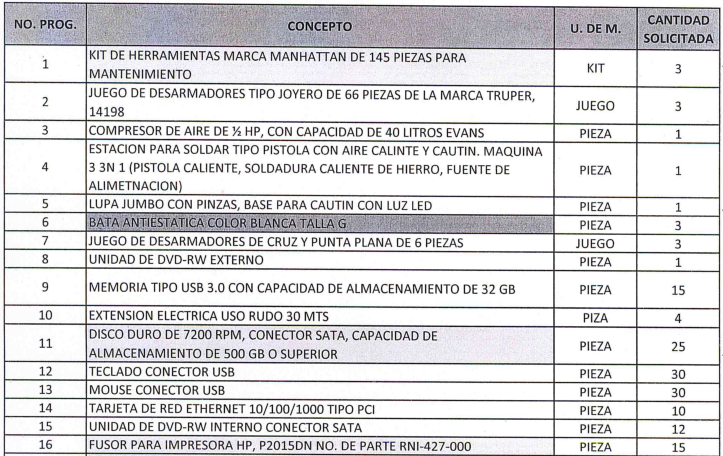 NO. PROG. CONCEPTO U. DE M. CANTIDAD SOLICITADA
1 KIT DE HERRAMIENTAS MARCA MANHATTAN DE 145 PIEZAS PARA
MANTENIMIENTO KIT 3
2 JUEGO DE DESARMADORES TIPO JOYERO DE 66 PIEZAS DE LA MARCA TRUPER,
14198 JUEGO 3
3 COMPRESOR DE AIRE DE ½ HP, CON CAPACIDAD DE 40 LITROS EVANS PIEZA 1
ESTACION PARA SOLDAR TIPO PISTOLA CON AIRE CALINTE Y CAUTIN. MAQUINA
4 3 3N 1 (PISTOLA CALIENTE, SOLDADURA CALIENTE DE HIERRO, FUENTE DE PIEZA 1
ALIMETNACION)
5 LUPA JUMBO CON PINZAS, BASE PARA CAUTIN CON LUZ LED PIEZA 1
6 BATA ANTIESTATICA COLOR BLANCA TALLA G PIEZA 3
7 JUEGO DE DESARMADORES DE CRUZ Y PUNTA PLANA DE 6 PIEZAS JUEGO 3
8 UNIDAD DE DVD-RW EXTERNO PIEZA 1
9 MEMORIA TIPO USB 3.0 CON CAPACIDAD DE ALMACENAMIENTO DE 32 GB PIEZA 15
10 EXTENSION ELECTRICA USO RUDO 30 MTS PIZA 4
11 DISCO DURO DE 7200 RPM, CONECTOR SATA, CAPACIDAD DE
ALMACENAMIENTO DE 500 GB O SUPERIOR PIEZA 25
12 TECLADO CONECTOR USB PIEZA 30
13 MOUSE CONECTOR USB PIEZA 30
14 TARJETA DE RED ETHERNET 10/100/1000 TIPO PCI PIEZA 10
15 UNIDAD DE DVD-RW INTERNO CONECTOR SATA PIEZA 12
16 FUSOR PARA IMPRESORA HP, P2015DN NO. DE PARTE RNI-427-000 PIEZA 15